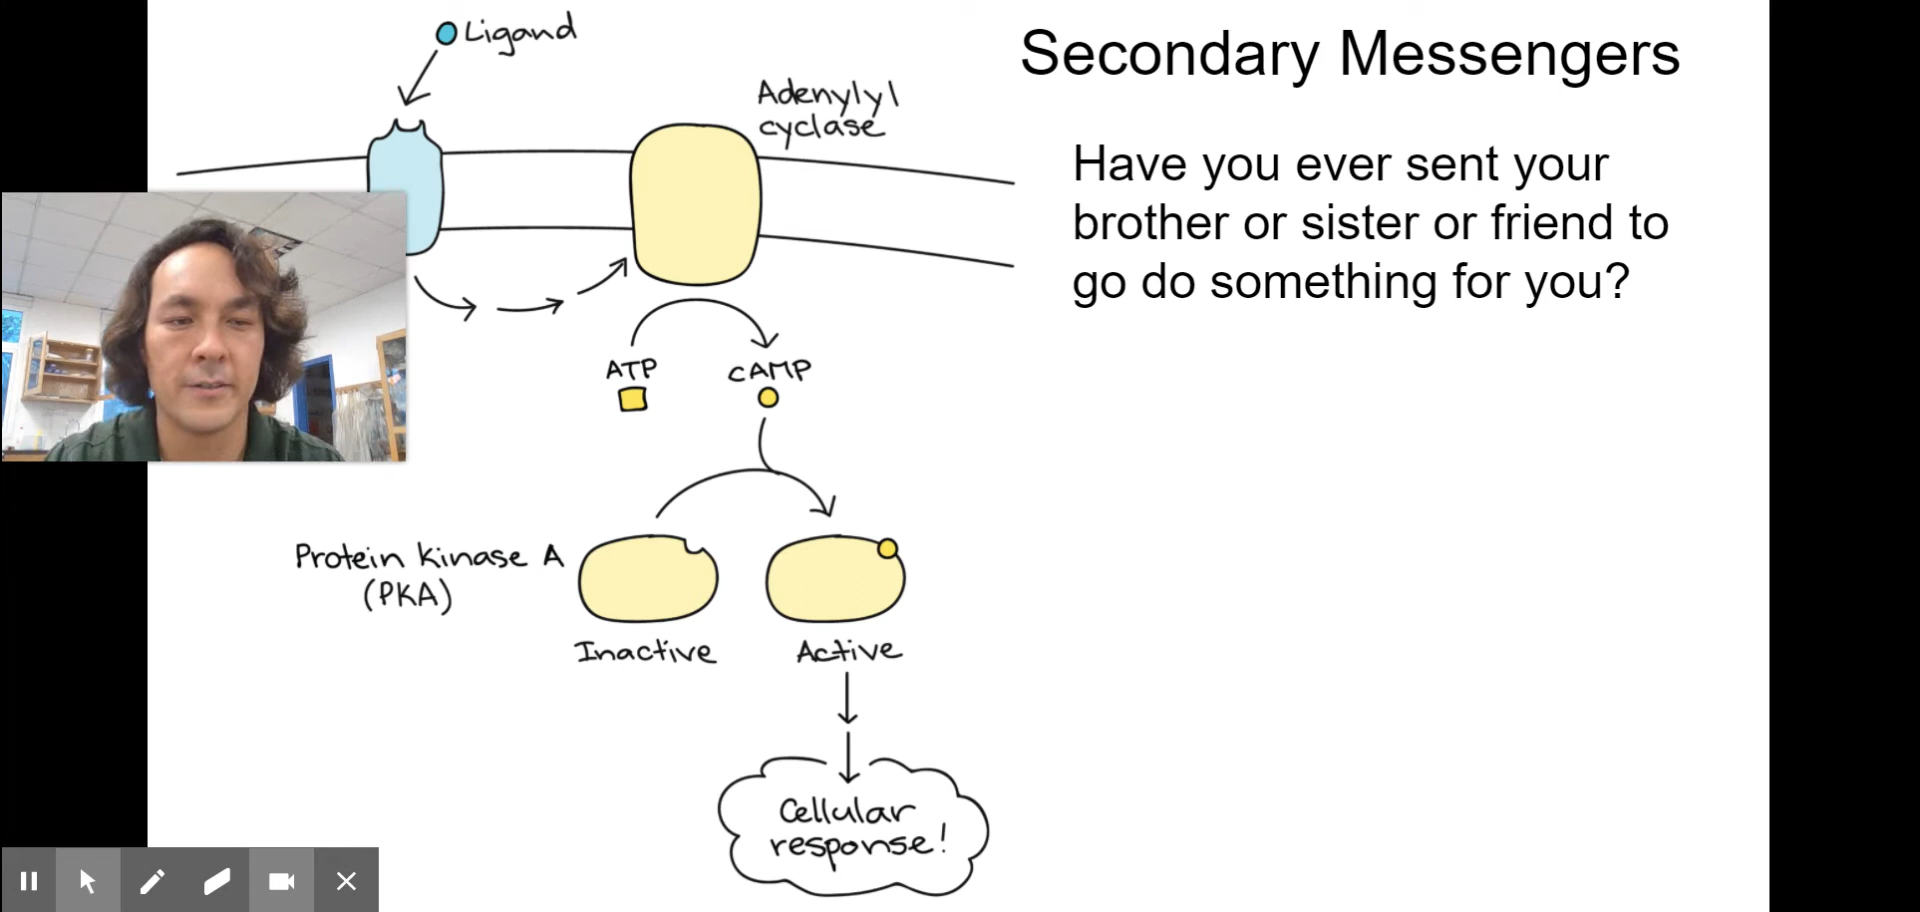 Ligand
Adenylyl
cyclase
ATP
cAMP
Protein kinase A
(PKA)
Inactive
Active
Cellular
response!
Secondary Messengers
Have you ever sent your
brother or sister or friend to
go do something for you?